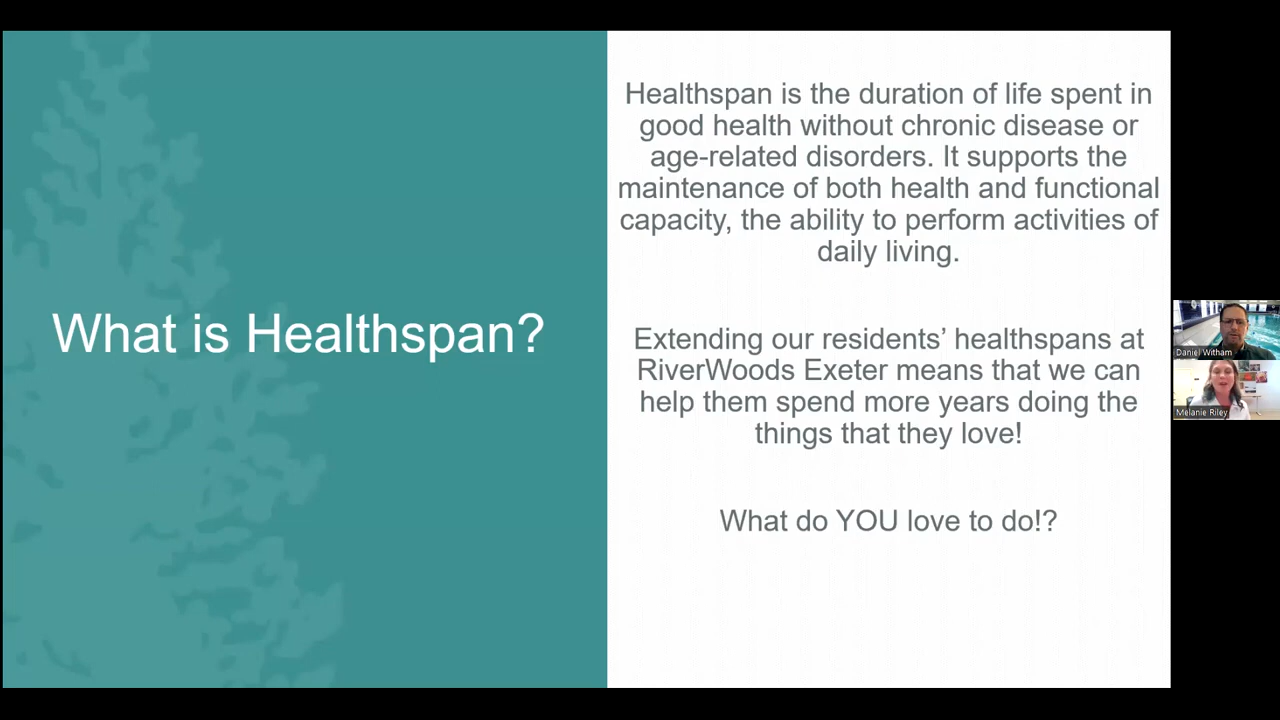 What is Healthspan?
Healthspan is the duration of life spent in
good health without chronic disease or
age-related disorders. It supports the
maintenance of both health and functional
capacity, the ability to perform activities of
daily living.
Extending our residents’ healthspans at
RiverWoods Exeter means that we can
help them spend more years doing the
things that they love!
What do YOU love to do!?
Daniel Witham
Melanie Riley